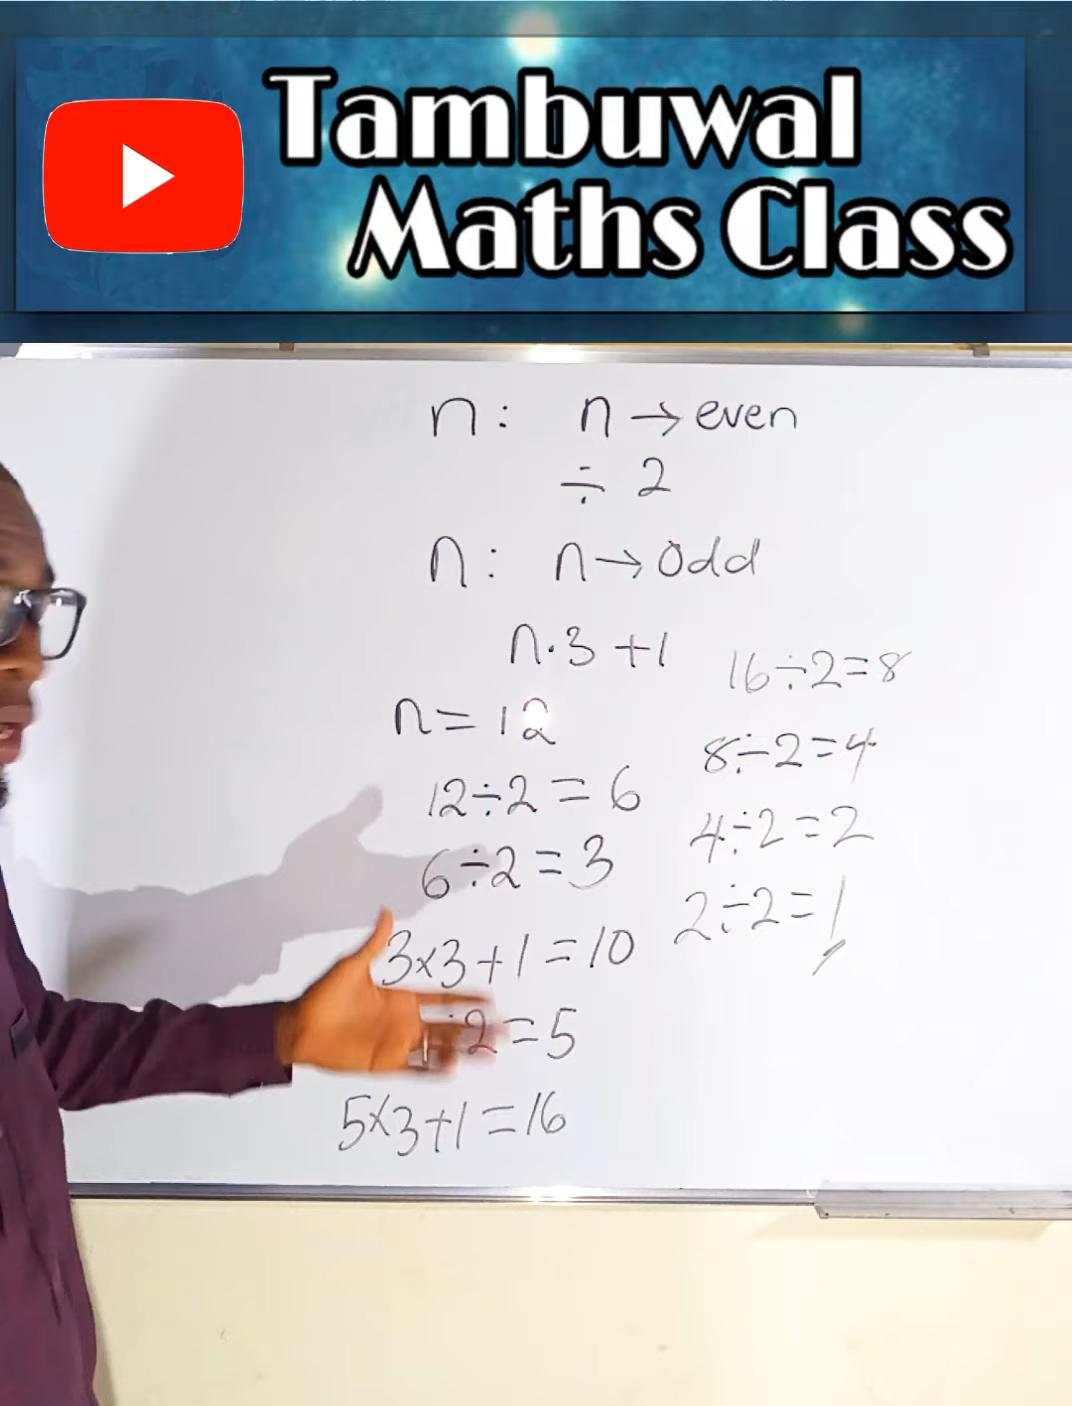 Tambuwal
Maths Class
n: n → even
÷ 2
n: n → Odd
n·3 +1
n = 12
12÷2 = 6
6÷2 = 3
3×3+1 = 10
÷2 = 5
5×3+1 = 16
16÷2=8
8÷2=4
4÷2=2
2÷2=1